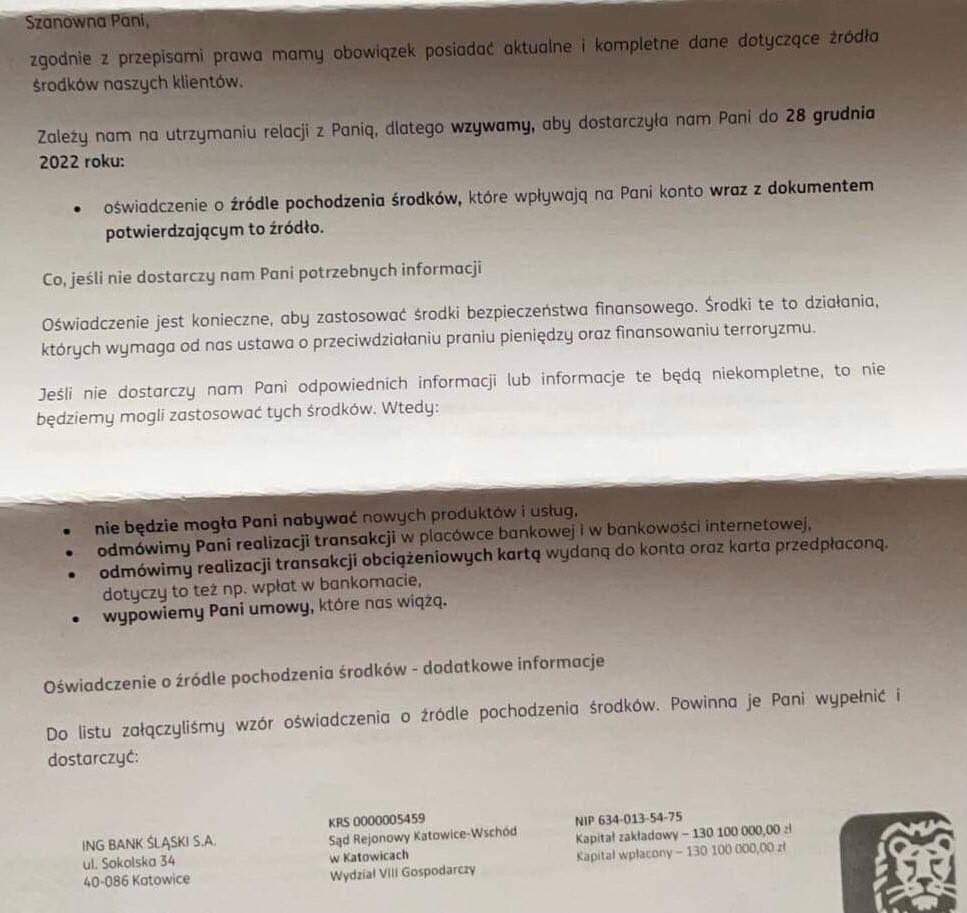 Szanowna Pani,
zgodnie z przepisami prawa mamy obowiązek posiadać aktualne i kompletne dane dotyczące źródła
środków naszych klientów.
Zależy nam na utrzymaniu relacji z Panią, dlatego wzywamy, aby dostarczyła nam Pani do 28 grudnia
2022 roku:
• oświadczenie o źródle pochodzenia środków, które wpływają na Pani konto wraz z dokumentem
potwierdzającym to źródło.
Co, jeśli nie dostarczy nam Pani potrzebnych informacji
Oświadczenie jest konieczne, aby zastosować środki bezpieczeństwa finansowego. Środki te to działania,
których wymaga od nas ustawa o przeciwdziałaniu praniu pieniędzy oraz finansowaniu terroryzmu.
Jeśli nie dostarczy nam Pani odpowiednich informacji lub informacje te będą niekompletne, to nie
będziemy mogli zastosować tych środków. Wtedy:
• nie będzie mogła Pani nabywać nowych produktów i usług,
• odmówimy Pani realizacji transakcji w placówce bankowej i w bankowości internetowej,
• odmówimy realizacji transakcji obciążeniowych kartą wydaną do konta oraz karta przedpłaconą.
dotyczy to też np. wpłat w bankomacie,
• wypowiemy Pani umowy, które nas wiążą.
Oświadczenie o źródle pochodzenia środków - dodatkowe informacje
Do listu załączyliśmy wzór oświadczenia o źródle pochodzenia środków. Powinna je Pani wypełnić i
dostarczyć:
ING BANK ŚLĄSKI S.A.
ul. Sokolska 34
40-086 Katowice
KRS 0000005459
Sąd Rejonowy Katowice-Wschód
w Katowicach
Wydział VIII Gospodarczy
NIP 634-013-54-75
Kapitał zakładowy – 130 100 000,00 zł
Kapitał wpłacony – 130 100 000,00 zł